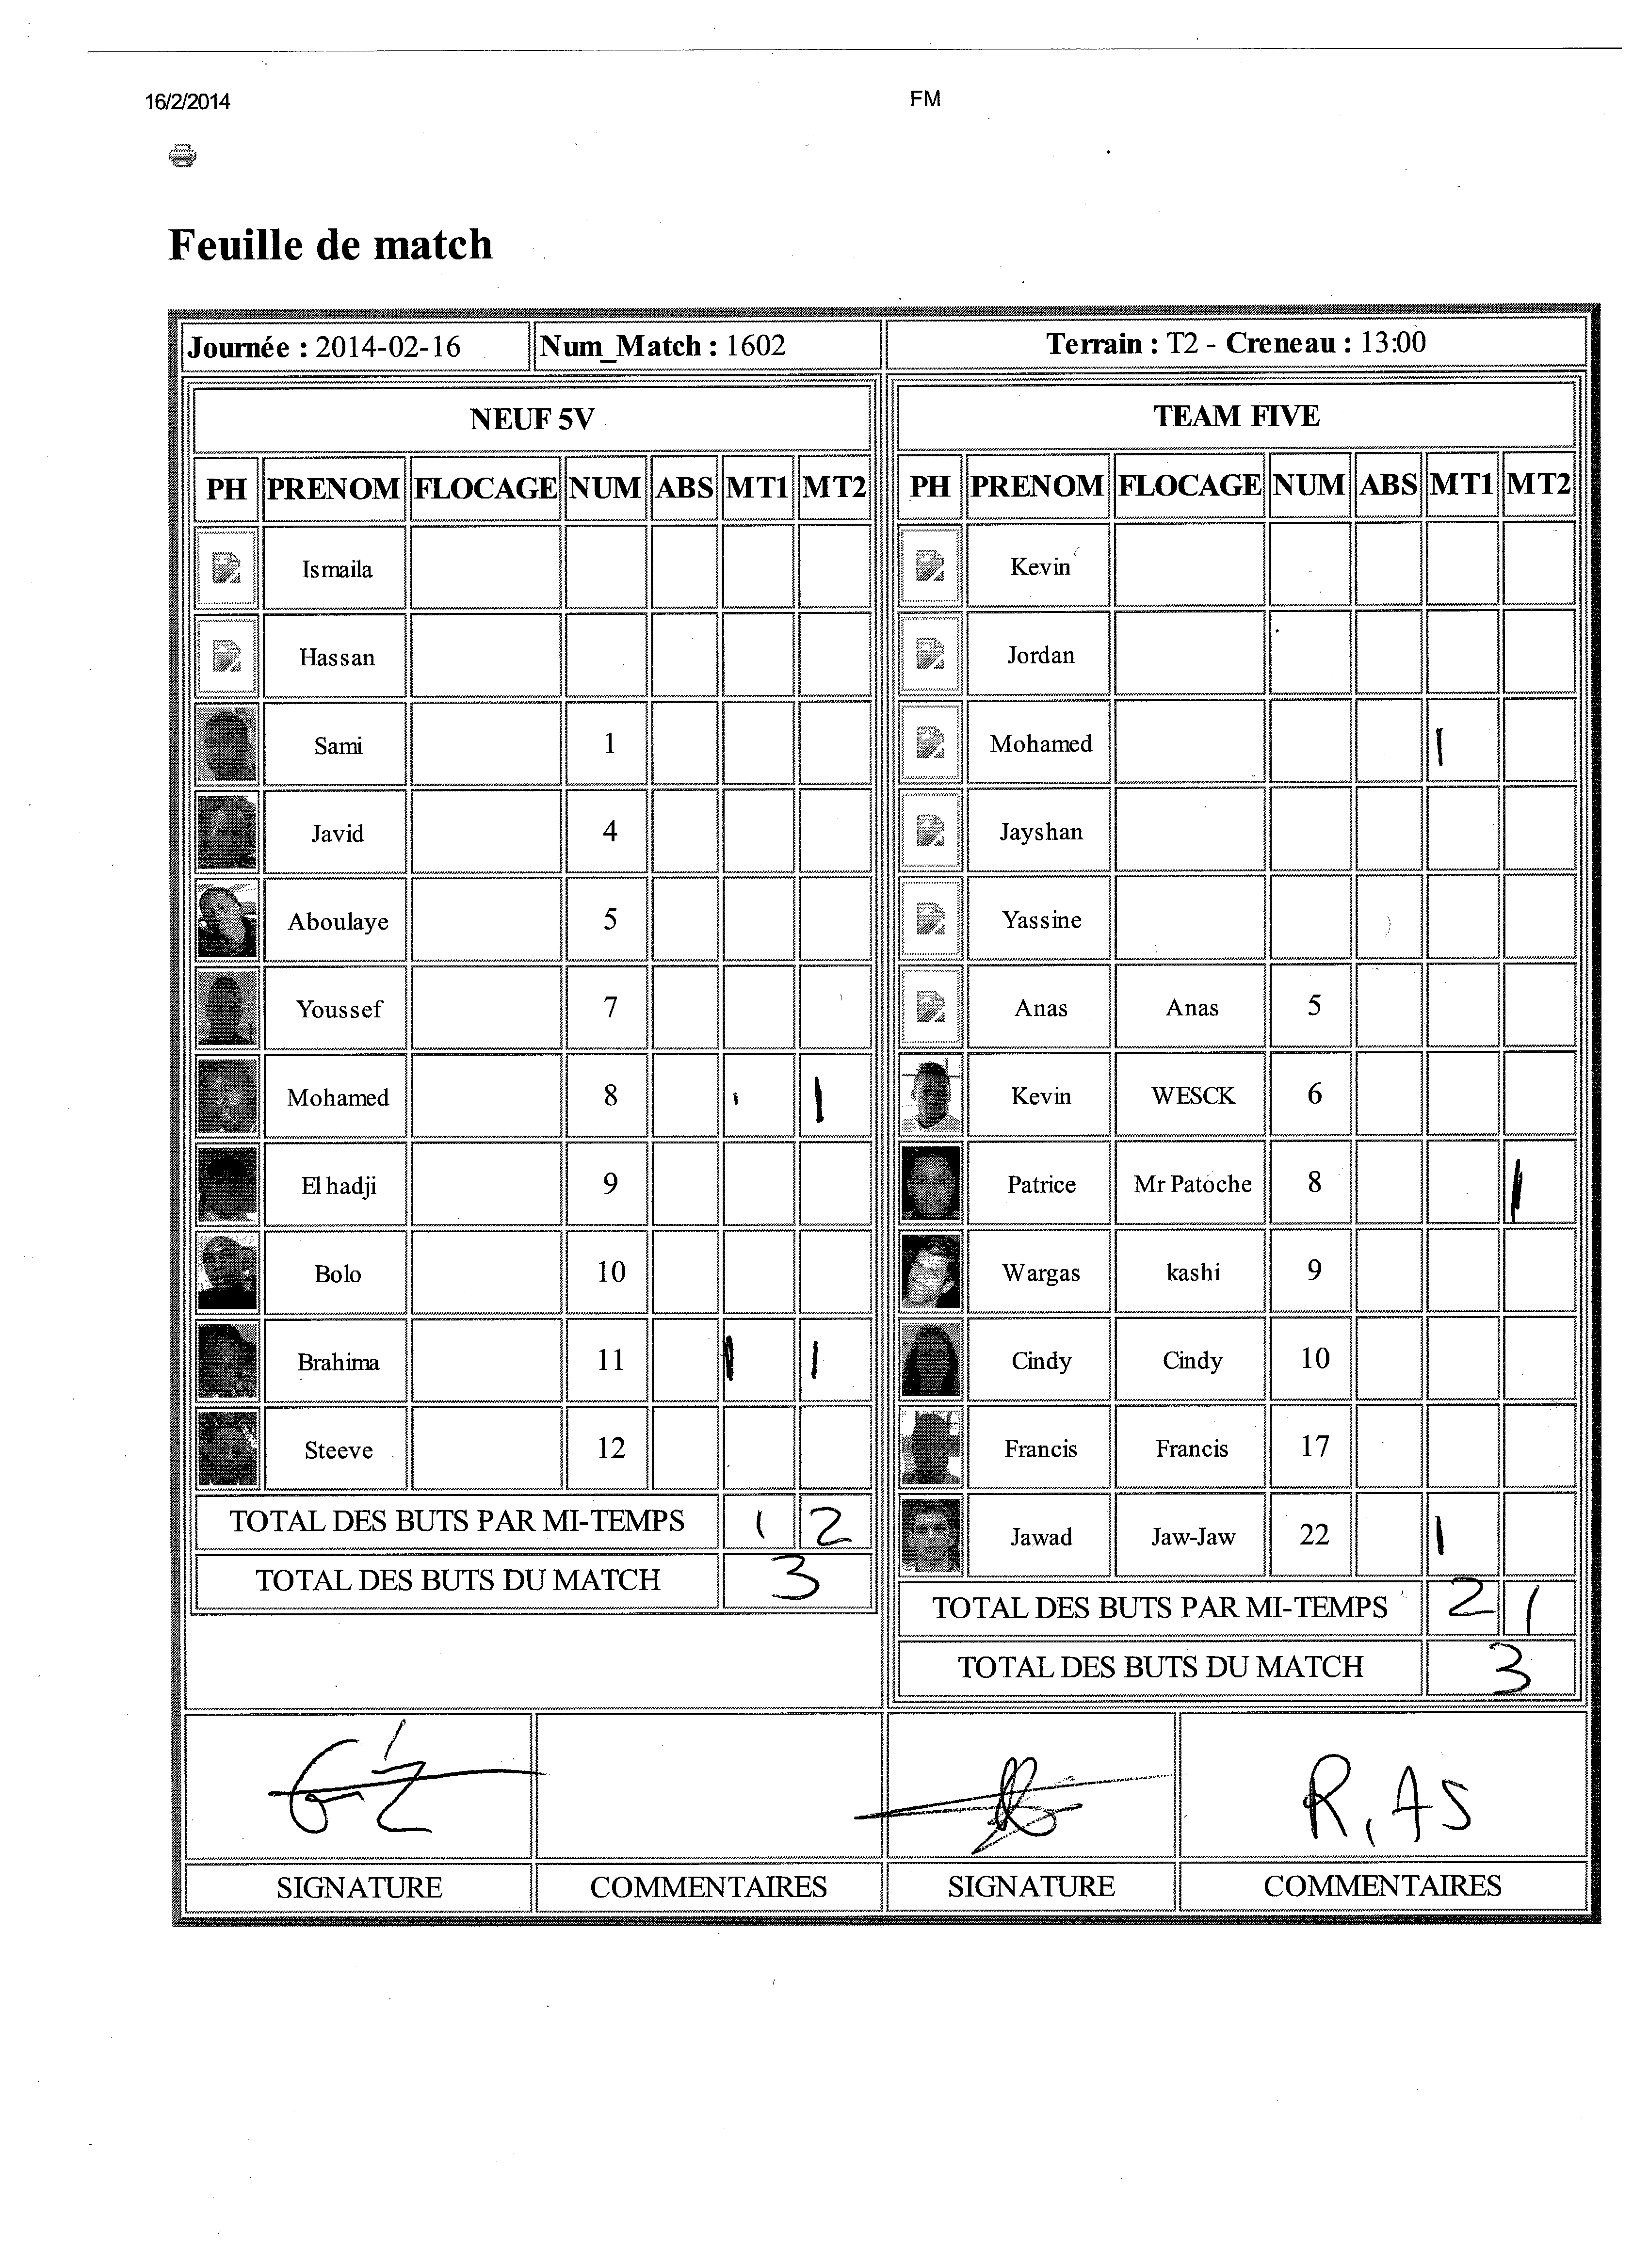 16/2/2014 FM
Feuille de match
Journée : 2014-02-16 Num_Match : 1602 Terrain : T2 - Creneau : 13:00
NEUF 5V
PH PRENOM FLOCAGE NUM ABS MT1 MT2
Ismaila
Hassan
Sami 1
Javid 4
Aboulaye 5
Youssef 7
Mohamed 8 ı 1
El hadji 9
Bolo 10
Brahima 11 1 1
Steeve 12
TOTAL DES BUTS PAR MI-TEMPS 1 2
TOTAL DES BUTS DU MATCH 3
TEAM FIVE
PH PRENOM FLOCAGE NUM ABS MT1 MT2
Kevin
Jordan
Mohamed 1
Jayshan
Yassine
Anas Anas 5
Kevin WESCK 6
Patrice Mr Patoche 8 1
Wargas kashi 9
Cindy Cindy 10
Francis Francis 17
Jawad Jaw-Jaw 22 1
TOTAL DES BUTS PAR MI-TEMPS 2 1
TOTAL DES BUTS DU MATCH 3
R,AS
SIGNATURE COMMENTAIRES SIGNATURE COMMENTAIRES